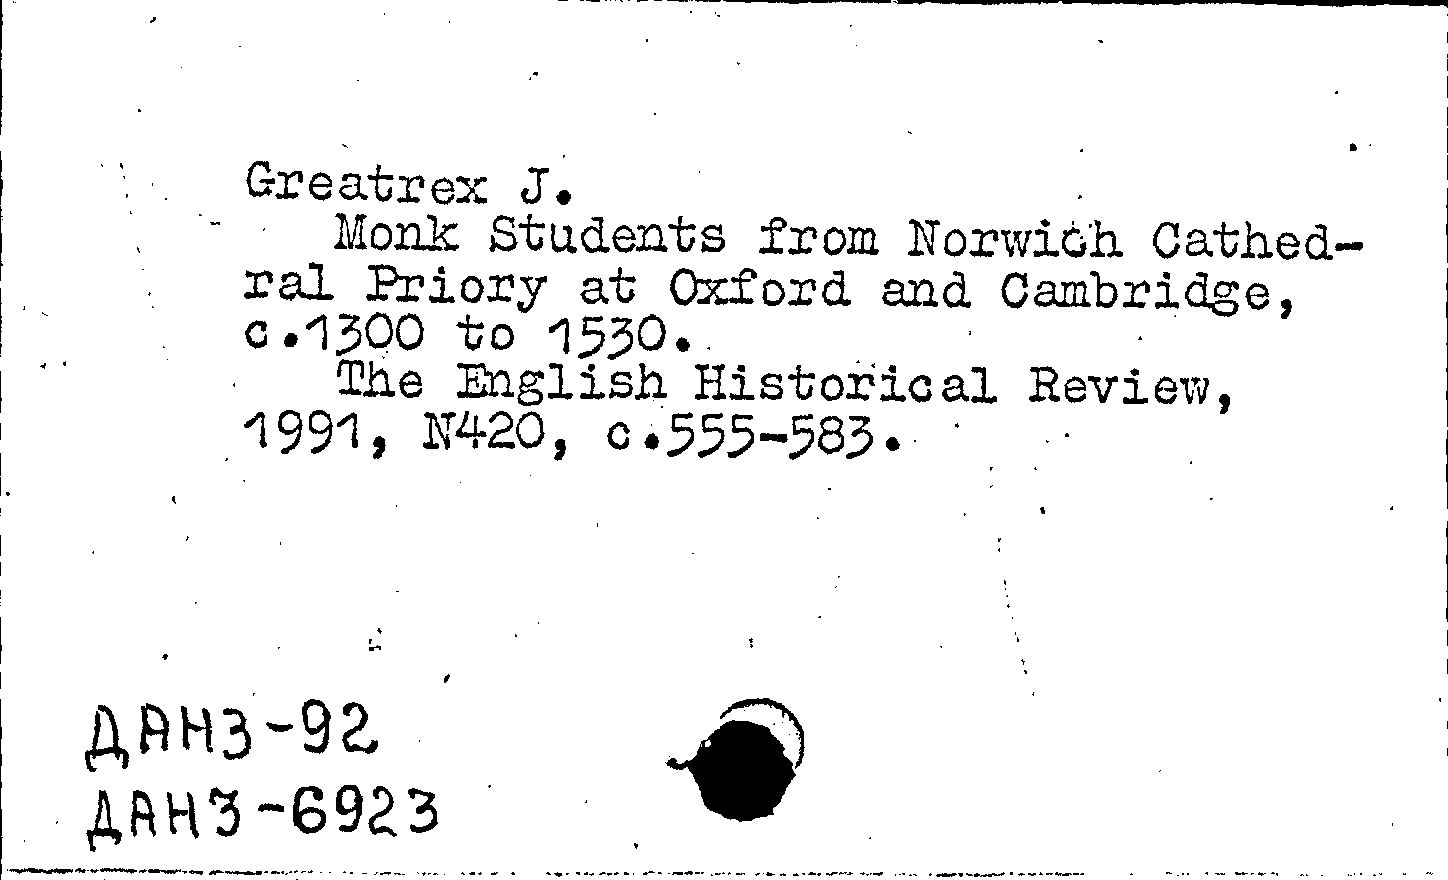 Greatrex J.
Monk Students from Norwich Cathed-
ral Priory at Oxford and Cambridge,
c.1300 to 1530.
The English Historical Review,
1991, N420, c.555-583.
ДАНЗ-92
ДАНЗ-6923